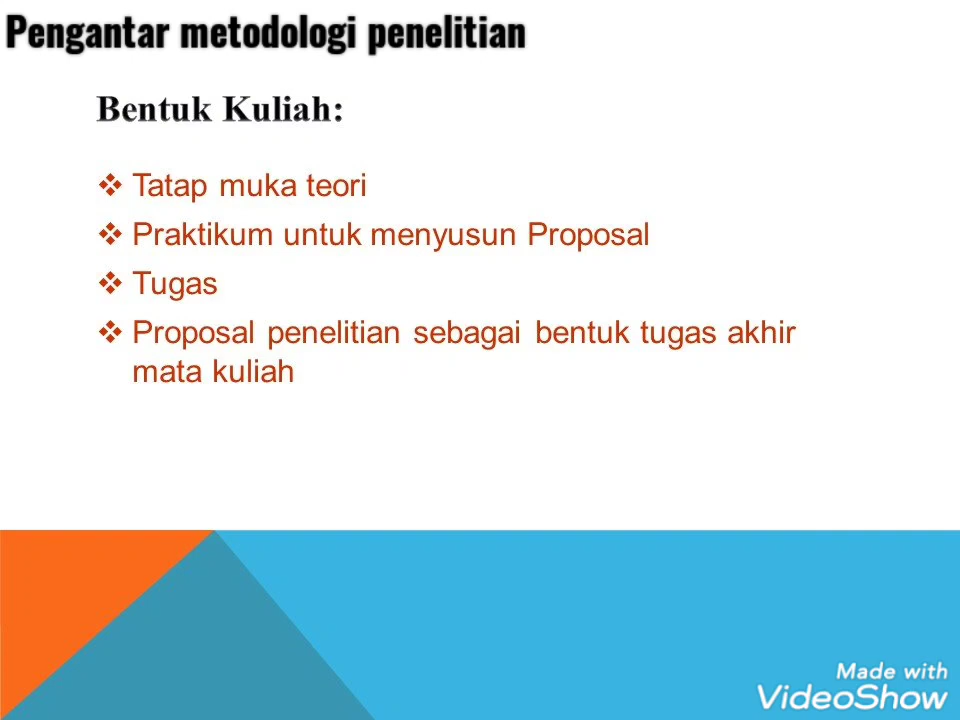 Pengantar metodologi penelitian
Bentuk Kuliah:
❖ Tatap muka teori
❖ Praktikum untuk menyusun Proposal
❖ Tugas
❖ Proposal penelitian sebagai bentuk tugas akhir
mata kuliah
Made with
VideoShow